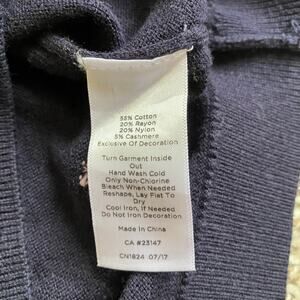 55% Cotton
20% Rayon
20% Nylon
5% Cashmere
Exclusive Of Decoration
Turn Garment Inside
Out
Hand Wash Cold
Only Non-Chlorine
Bleach When Needed
Reshape, Lay Flat To
Dry
Cool Iron, If Needed
Do Not Iron Decoration
Made In China
CA #23147
CN1824 07/17